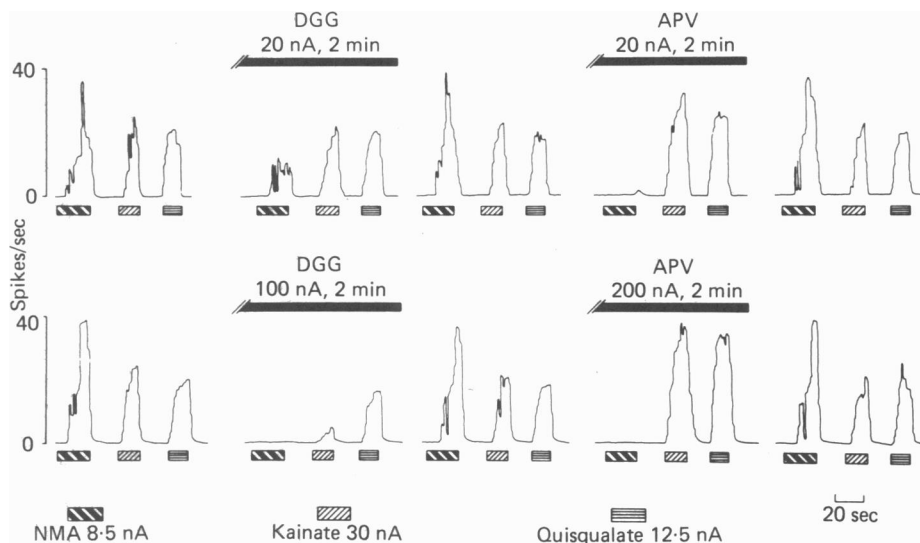 DGG
20 nA, 2 min
APV
20 nA, 2 min
40
0
Spikes/sec
DGG
100 nA, 2 min
APV
200 nA, 2 min
40
0
20 sec
NMA 8·5 nA
Kainate 30 nA
Quisqualate 12·5 nA